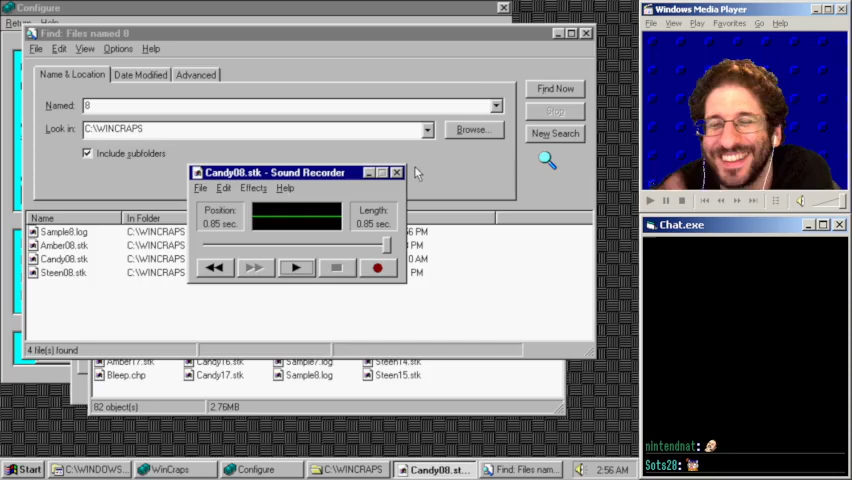 Configure
Return Help
Find: Files named 8
File Edit View Options Help
Name & Location Date Modified Advanced
Named: 8
Look in: C:\WINCRAPS
Browse...
Include subfolders
Find Now
Stop
New Search
Candy08.stk - Sound Recorder
File Edit Effects Help
Position:
0.85 sec.
Length:
0.85 sec.
Name In Folder
Sample8.log C:\WINCRAPS PM
Amber08.stk C:\WINCRAPS PM
Candy08.stk C:\WINCRAPS AM
Steen08.stk C:\WINCRAPS PM
4 file(s) found
Amber17.stk Candy16.stk Sample7.log Steen14.stk
Bleep.chp Candy17.stk Sample8.log Steen15.stk
82 object(s) 2.76MB
Start C:\WINDOWS... WinCraps Configure C:\WINCRAPS Candy08.st... Find: Files nam... 2:56 AM
Windows Media Player
File View Play Favorites Go Help
Chat.exe
nintendnat:
Sots28: